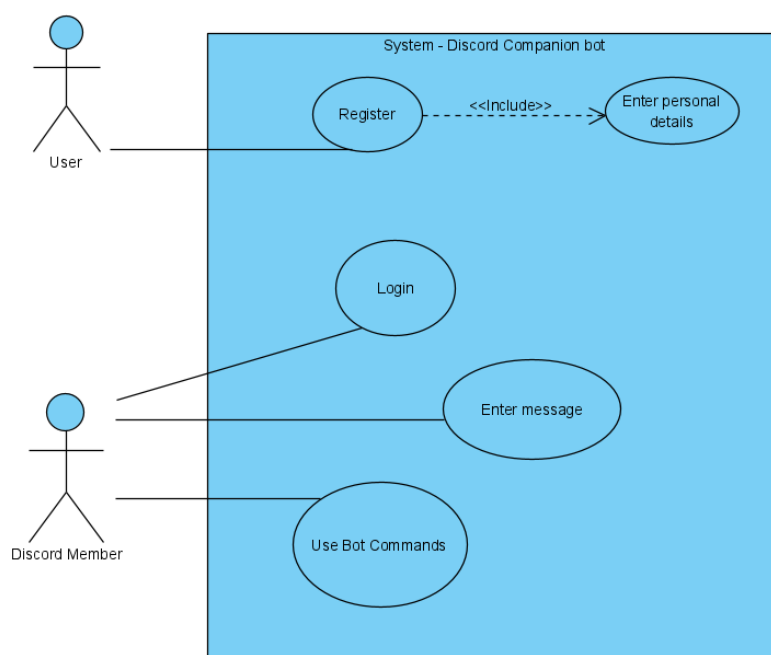 System - Discord Companion bot
Register
<<Include>>
Enter personal
details
User
Login
Enter message
Use Bot Commands
Discord Member